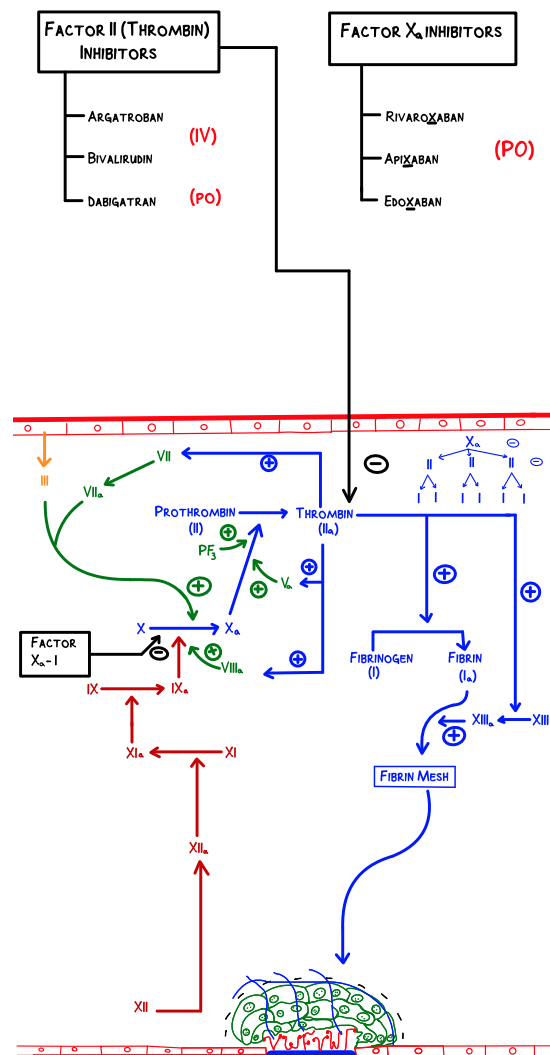 FACTOR II (THROMBIN)
INHIBITORS
ARGATROBAN
(IV)
BIVALIRUDIN
DABIGATRAN
(PO)
FACTOR Xa INHIBITORS
RIVAROXABAN
APIXABAN
(PO)
EDOXABAN
Xa
II II II
I I I I I I
VII
III
VIIa
PROTHROMBIN
(II)
THROMBIN
(IIa)
PF3
Va
X
Xa
FACTOR
Xa-I
VIIIa
IX
IXa
FIBRINOGEN
(I)
FIBRIN
(Ia)
XIa
XI
XIIIa
XIII
FIBRIN MESH
XIIa
XII